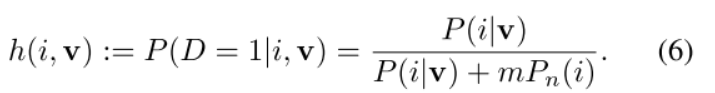 h(i, v) := P(D = 1|i, v) = P(i|v) / (P(i|v) + mP_n(i)). (6)